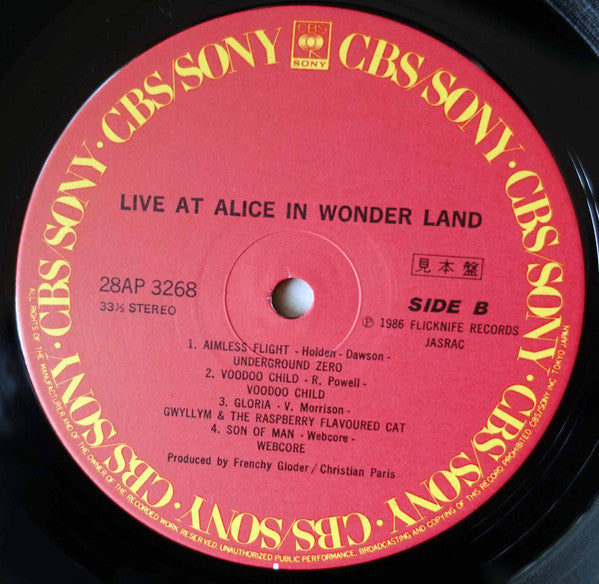 CBS
SONY
CBS/SONY · CBS/SONY · CBS/SONY · CBS/SONY · CBS/SONY · CBS/SONY ·
LIVE AT ALICE IN WONDER LAND
28AP 3268
33⅓ STEREO
見本盤
SIDE B
Ⓟ 1986 FLICKNIFE RECORDS
JASRAC
1. AIMLESS FLIGHT - Holden - Dawson -
UNDERGROUND ZERO
2. VOODOO CHILD - R. Powell -
VOODOO CHILD
3. GLORIA - V. Morrison -
GWYLLYM & THE RASPBERRY FLAVOURED CAT
4. SON OF MAN - Webcore -
WEBCORE
Produced by Frenchy Gloder / Christian Paris
ALL RIGHTS OF THE MANUFACTURER AND OF THE OWNER OF THE RECORDED WORK RESERVED. UNAUTHORIZED PUBLIC PERFORMANCE, BROADCASTING AND COPYING OF THIS RECORD PROHIBITED CBS/SONY INC. TOKYO JAPAN